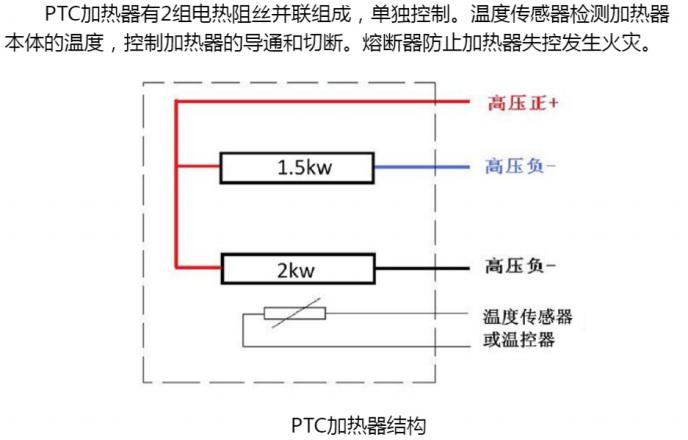 PTC加热器有2组电热阻丝并联组成，单独控制。温度传感器检测加热器
本体的温度，控制加热器的导通和切断。熔断器防止加热器失控发生火灾。
高压正+
1.5kw
高压负-
2kw
高压负-
温度传感器
或温控器
PTC加热器结构